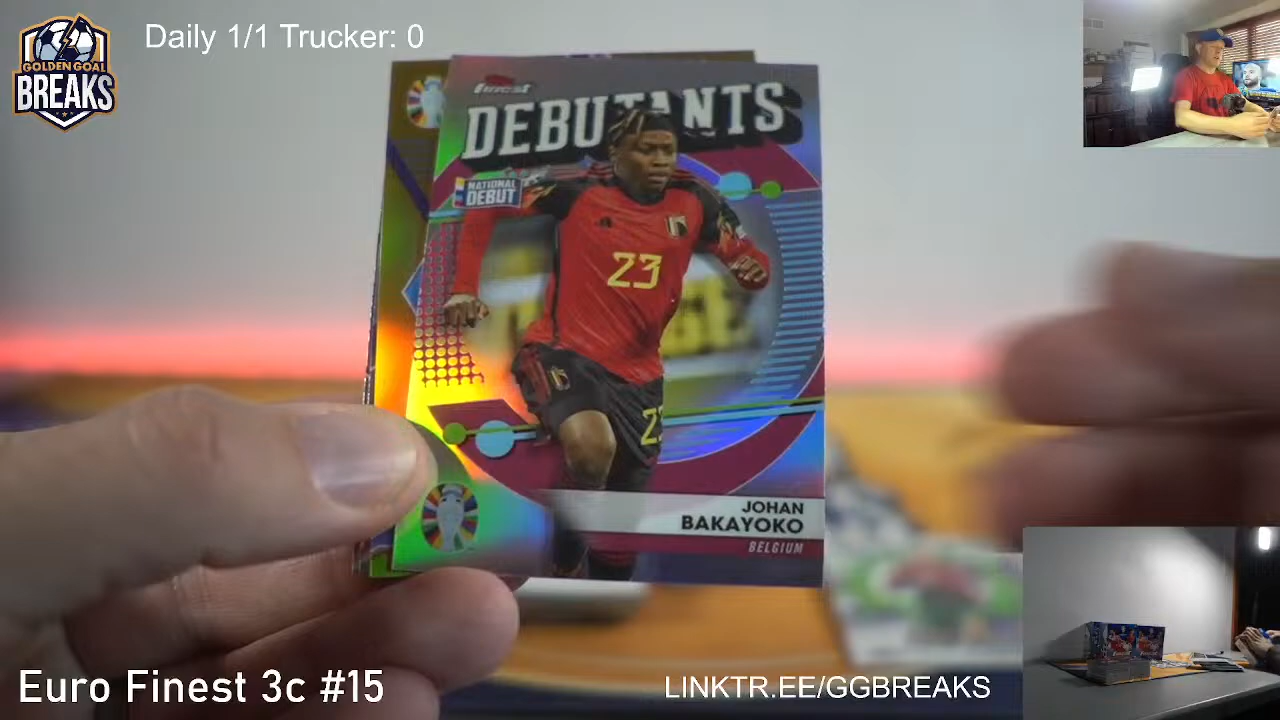 Daily 1/1 Trucker: 0
GOLDEN GOAL
BREAKS
finest
DEBUTANTS
NATIONAL
DEBUT
23
23
JOHAN
BAKAYOKO
BELGIUM
Euro Finest 3c #15
LINKTR.EE/GGBREAKS